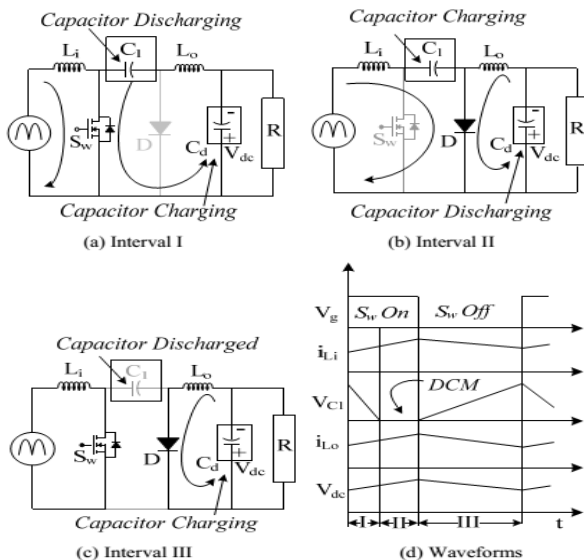 Capacitor Discharging
Li
C1
Lo
Sw
D
Cd
Vdc
R
Capacitor Charging
(a) Interval I
Capacitor Charging
Li
C1
Lo
Sw
D
Cd
Vdc
R
Capacitor Discharging
(b) Interval II
Capacitor Discharged
Li
C1
Lo
Sw
D
Cd
Vdc
R
Capacitor Charging
(c) Interval III
Vg
Sw On
Sw Off
iLi
VC1
DCM
iLo
Vdc
I
II
III
t
(d) Waveforms